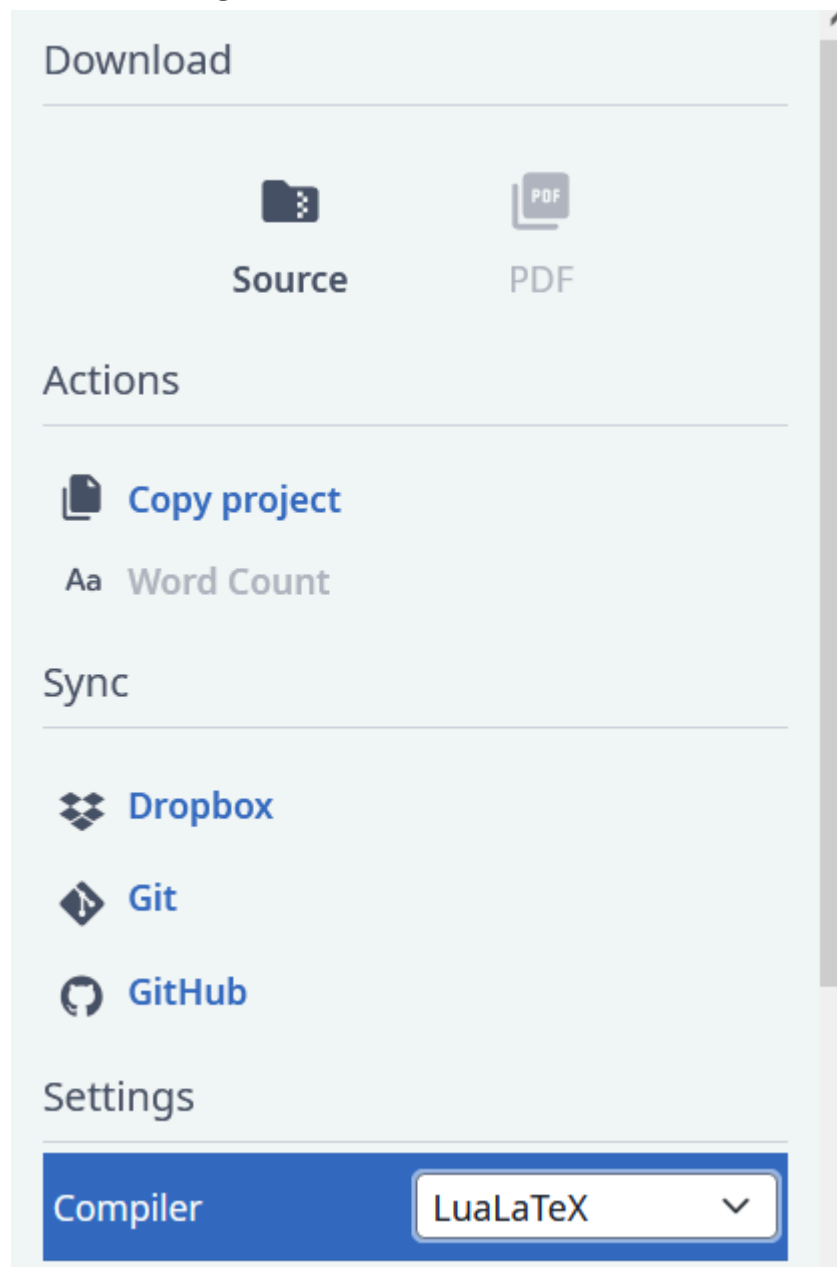 Download
PDF
Source PDF
Actions
Copy project
Aa Word Count
Sync
Dropbox
Git
GitHub
Settings
Compiler LuaLaTeX